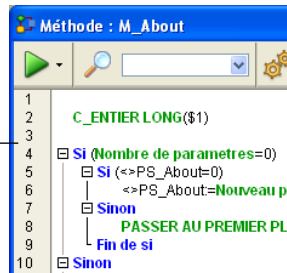 Méthode : M_About
1
2 C_ENTIER LONG($1)
3
4 Si (Nombre de parametres=0)
5 Si (<>PS_About=0)
6 <>PS_About:=Nouveau p
7 Sinon
8 PASSER AU PREMIER PL
9 Fin de si
10 Sinon